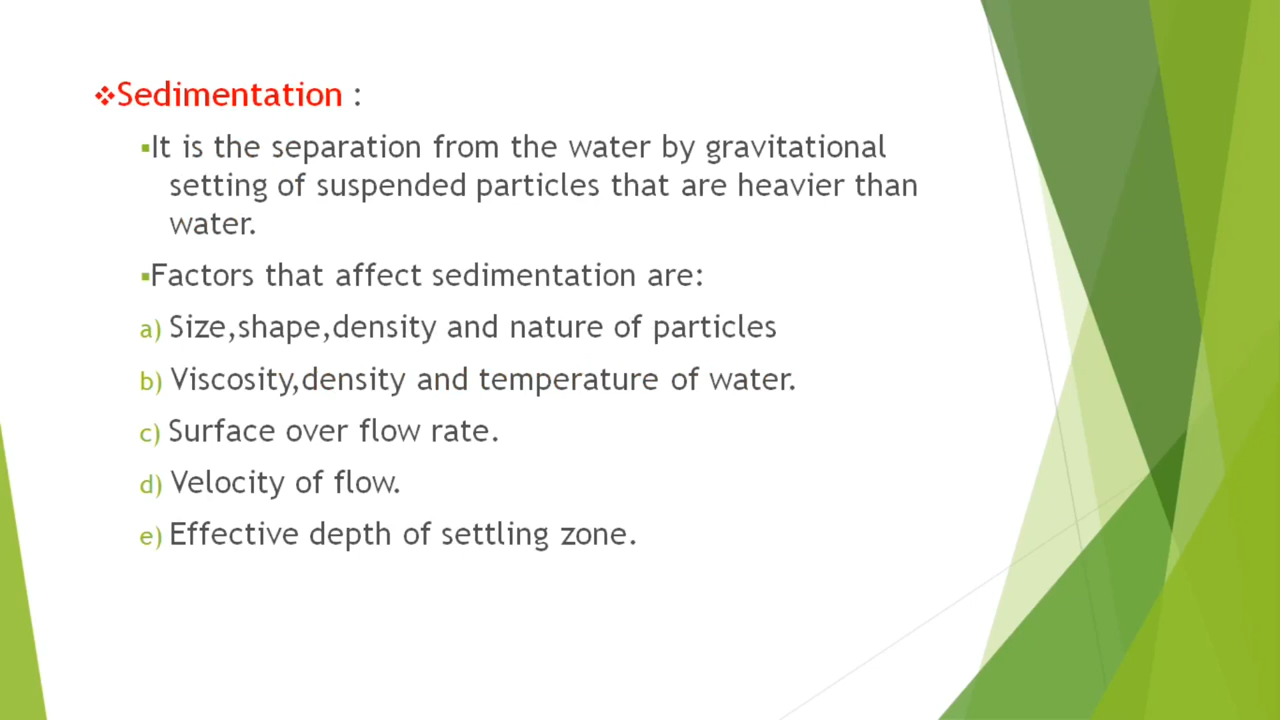 ❖Sedimentation :
▪It is the separation from the water by gravitational
setting of suspended particles that are heavier than
water.
▪Factors that affect sedimentation are:
a) Size,shape,density and nature of particles
b) Viscosity,density and temperature of water.
c) Surface over flow rate.
d) Velocity of flow.
e) Effective depth of settling zone.